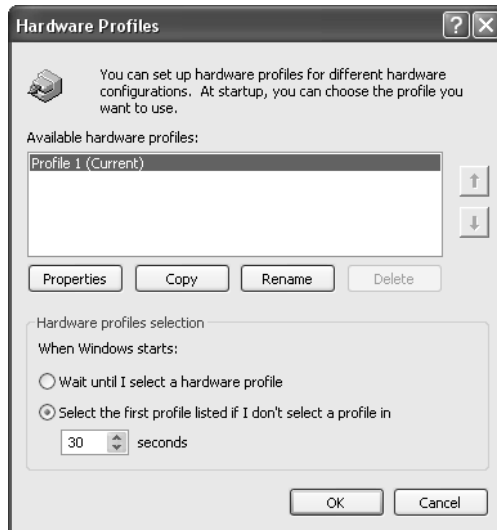 Hardware Profiles
You can set up hardware profiles for different hardware
configurations. At startup, you can choose the profile you
want to use.
Available hardware profiles:
Profile 1 (Current)
Properties Copy Rename Delete
Hardware profiles selection
When Windows starts:
Wait until I select a hardware profile
Select the first profile listed if I don't select a profile in
30 seconds
OK Cancel